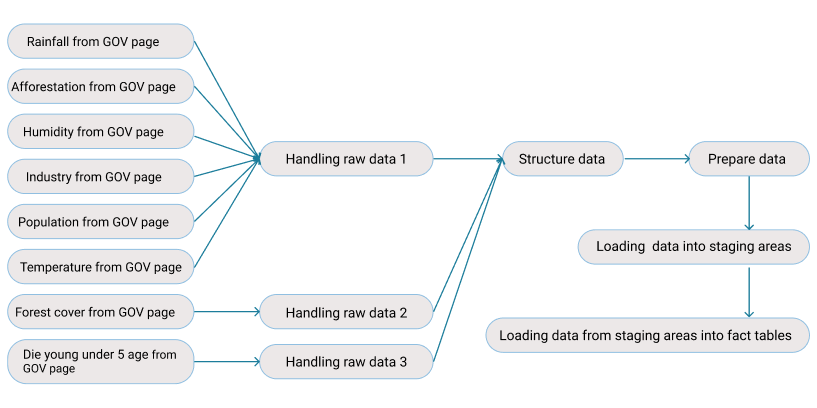 Rainfall from GOV page
Afforestation from GOV page
Humidity from GOV page
Industry from GOV page
Population from GOV page
Temperature from GOV page
Forest cover from GOV page
Die young under 5 age from
GOV page
Handling raw data 1
Handling raw data 2
Handling raw data 3
Structure data
Prepare data
Loading data into staging areas
Loading data from staging areas into fact tables